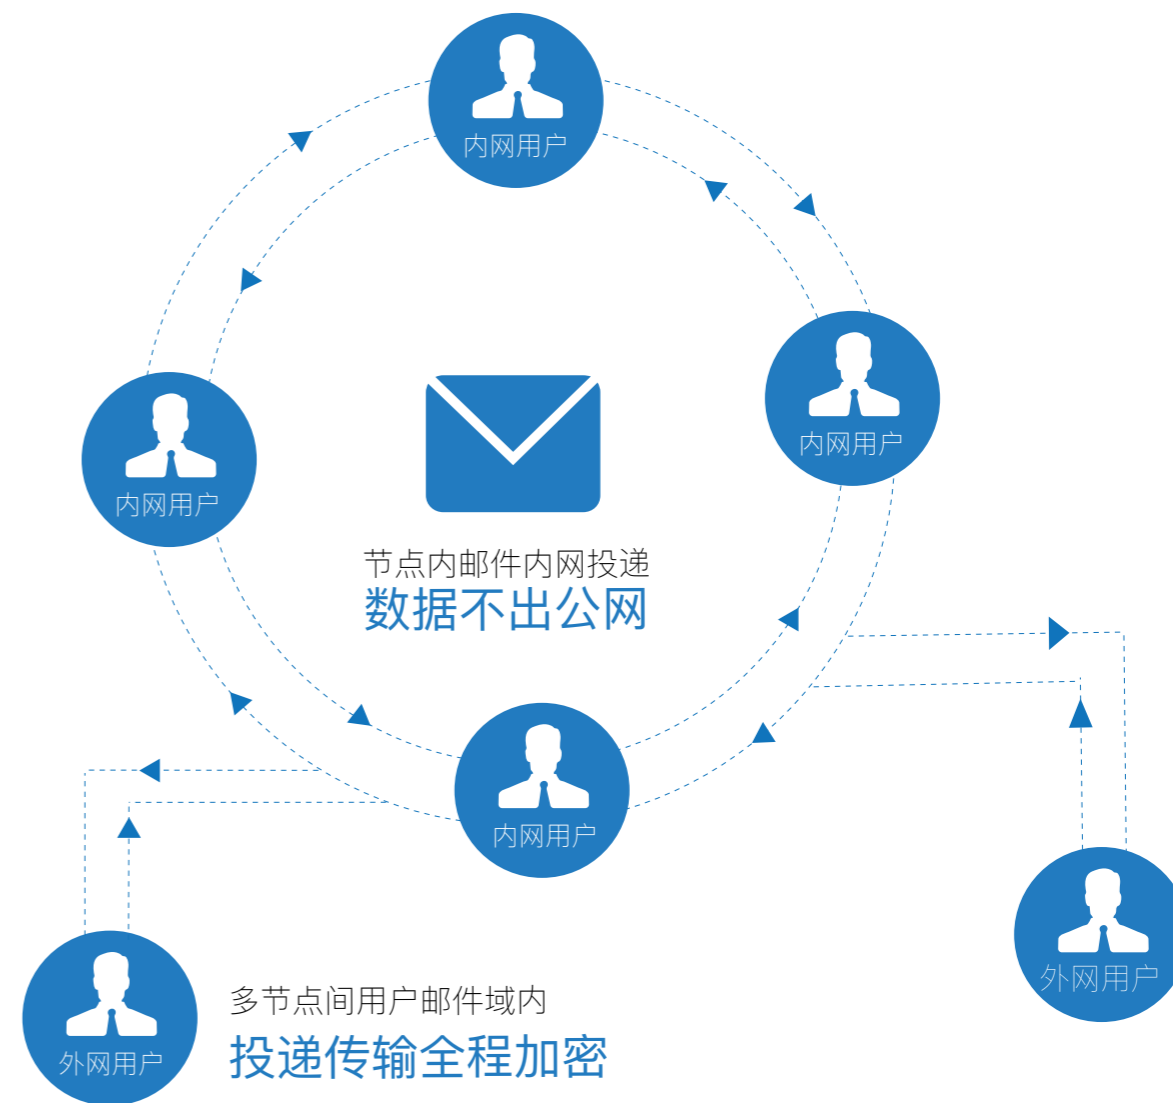 内网用户
内网用户
内网用户
节点内邮件内网投递
数据不出公网
内网用户
外网用户
多节点间用户邮件域内
投递传输全程加密
外网用户